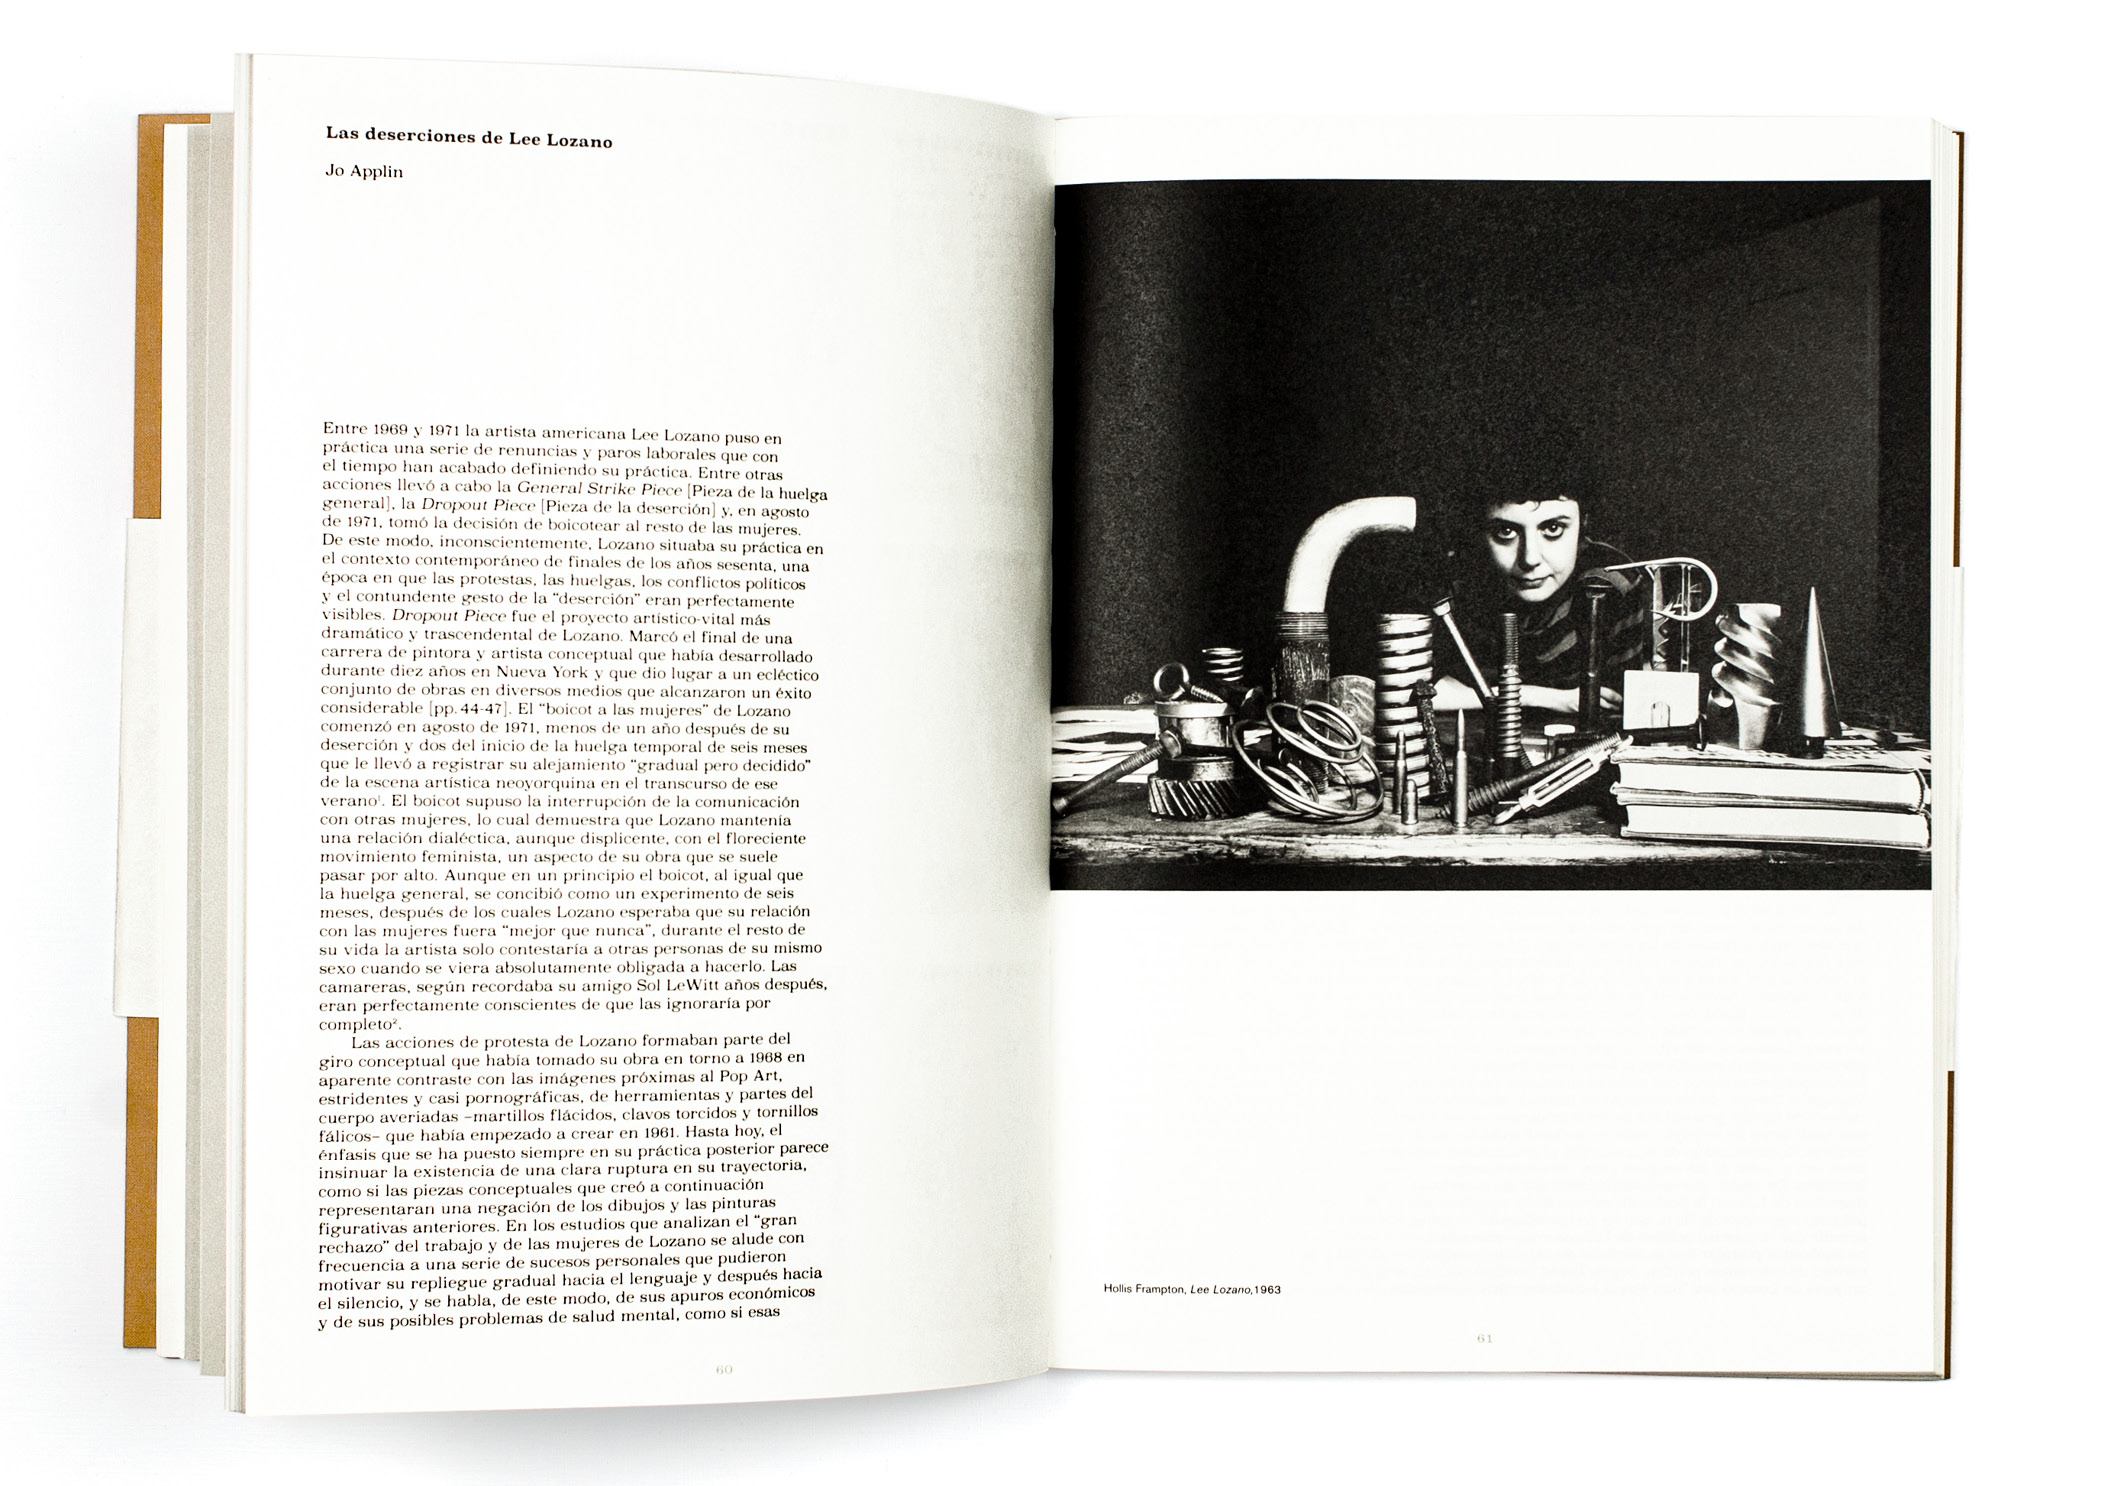 Las deserciones de Lee Lozano
Jo Applin
Entre 1969 y 1971 la artista americana Lee Lozano puso en
práctica una serie de renuncias y paros laborales que con
el tiempo han acabado definiendo su práctica. Entre otras
acciones llevó a cabo la General Strike Piece [Pieza de la huelga
general], la Dropout Piece [Pieza de la deserción] y, en agosto
de 1971, tomó la decisión de boicotear al resto de las mujeres.
De este modo, inconscientemente, Lozano situaba su práctica en
el contexto contemporáneo de finales de los años sesenta, una
época en que las protestas, las huelgas, los conflictos políticos
y el contundente gesto de la “deserción” eran perfectamente
visibles. Dropout Piece fue el proyecto artístico-vital más
dramático y trascendental de Lozano. Marcó el final de una
carrera de pintora y artista conceptual que había desarrollado
durante diez años en Nueva York y que dio lugar a un ecléctico
conjunto de obras en diversos medios que alcanzaron un éxito
considerable [pp. 44-47]. El “boicot a las mujeres” de Lozano
comenzó en agosto de 1971, menos de un año después de su
deserción y dos del inicio de la huelga temporal de seis meses
que le llevó a registrar su alejamiento “gradual pero decidido”
de la escena artística neoyorquina en el transcurso de ese
verano¹. El boicot supuso la interrupción de la comunicación
con otras mujeres, lo cual demuestra que Lozano mantenía
una relación dialéctica, aunque displicente, con el floreciente
movimiento feminista, un aspecto de su obra que se suele
pasar por alto. Aunque en un principio el boicot, al igual que
la huelga general, se concibió como un experimento de seis
meses, después de los cuales Lozano esperaba que su relación
con las mujeres fuera “mejor que nunca”, durante el resto de
su vida la artista solo contestaría a otras personas de su mismo
sexo cuando se viera absolutamente obligada a hacerlo. Las
camareras, según recordaba su amigo Sol LeWitt años después,
eran perfectamente conscientes de que las ignoraría por
completo².
Las acciones de protesta de Lozano formaban parte del
giro conceptual que había tomado su obra en torno a 1968 en
aparente contraste con las imágenes próximas al Pop Art,
estridentes y casi pornográficas, de herramientas y partes del
cuerpo averiadas –martillos flácidos, clavos torcidos y tornillos
fálicos– que había empezado a crear en 1961. Hasta hoy, el
énfasis que se ha puesto siempre en su práctica posterior parece
insinuar la existencia de una clara ruptura en su trayectoria,
como si las piezas conceptuales que creó a continuación
representaran una negación de los dibujos y las pinturas
figurativas anteriores. En los estudios que analizan el “gran
rechazo” del trabajo y de las mujeres de Lozano se alude con
frecuencia a una serie de sucesos personales que pudieron
motivar su repliegue gradual hacia el lenguaje y después hacia
el silencio, y se habla, de este modo, de sus apuros económicos
y de sus posibles problemas de salud mental, como si esas
60
Hollis Frampton, Lee Lozano,1963
61